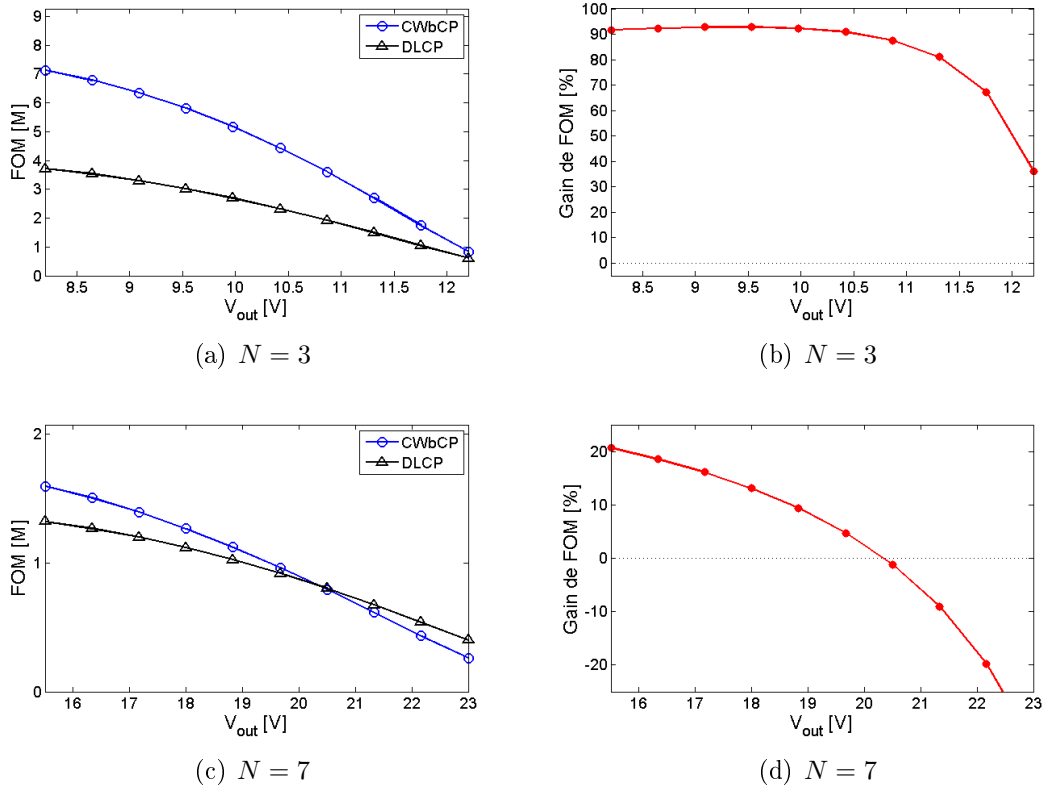 9
8
7
6
5
4
3
2
1
0
FOM [M]
CWbCP
DLCP
8.5 9 9.5 10 10.5 11 11.5 12
Vout [V]
(a) N = 3
100
90
80
70
60
50
40
30
20
10
0
Gain de FOM [%]
8.5 9 9.5 10 10.5 11 11.5 12
Vout [V]
(b) N = 3
2
1
0
FOM [M]
CWbCP
DLCP
16 17 18 19 20 21 22 23
Vout [V]
(c) N = 7
20
10
0
-10
-20
Gain de FOM [%]
16 17 18 19 20 21 22 23
Vout [V]
(d) N = 7